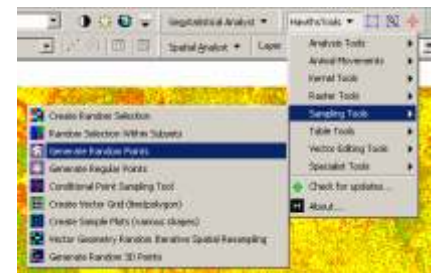 Geostatistical Analyst
HawthsTools
Spatial Analyst
Layer
Analysis Tools
Animal Movements
Kernel Tools
Raster Tools
Sampling Tools
Table Tools
Vector Editing Tools
Specialist Tools
Check for updates...
About...
Create Random Selection
Random Selection Within Subsets
Generate Random Points
Generate Regular Points
Conditional Point Sampling Tool
Create Vector Grid (line/polygon)
Create Sample Plots (various shapes)
Vector Geometry Random Iterative Spatial Resampling
Generate Random 3D Points